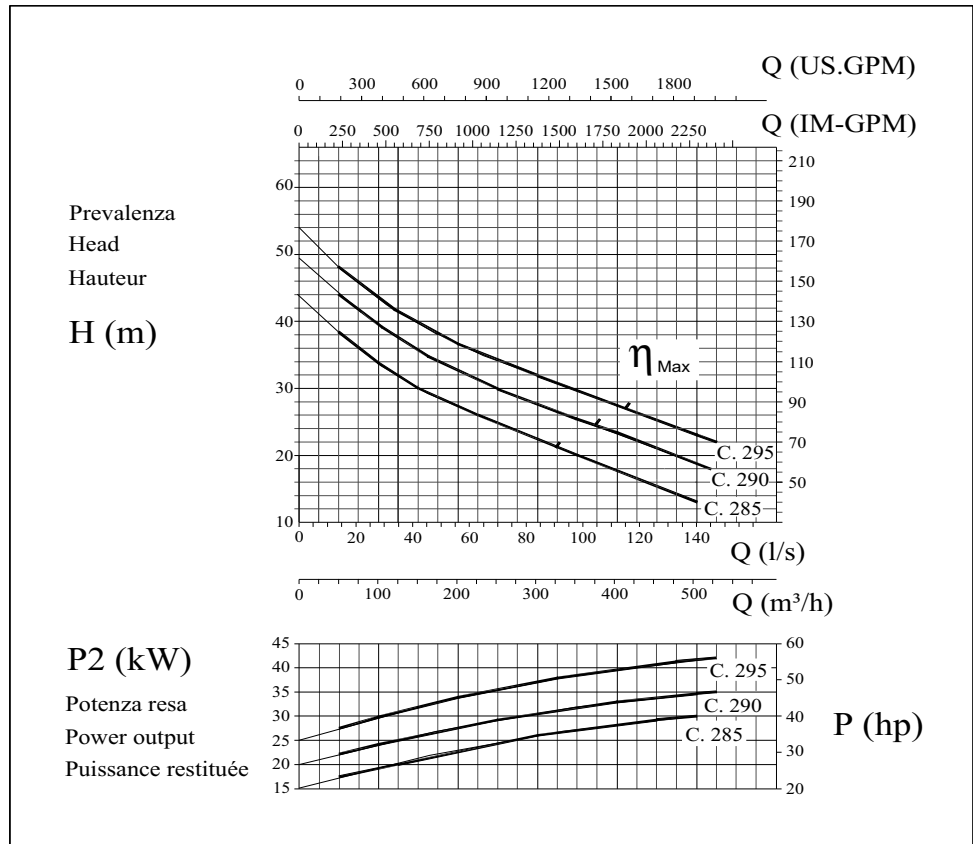 Q (US.GPM)
0 300 600 900 1200 1500 1800
Q (IM-GPM)
0 250 500 750 1000 1250 1500 1750 2000 2250
Prevalenza
Head
Hauteur
H (m)
60
50
40
30
20
10
210
190
170
150
130
110
90
70
50
η Max
C. 295
C. 290
C. 285
0 20 40 60 80 100 120 140
Q (l/s)
0 100 200 300 400 500
Q (m³/h)
P2 (kW)
Potenza resa
Power output
Puissance restituée
45
40
35
30
25
20
15
60
50
40
30
20
C. 295
C. 290
C. 285
P (hp)